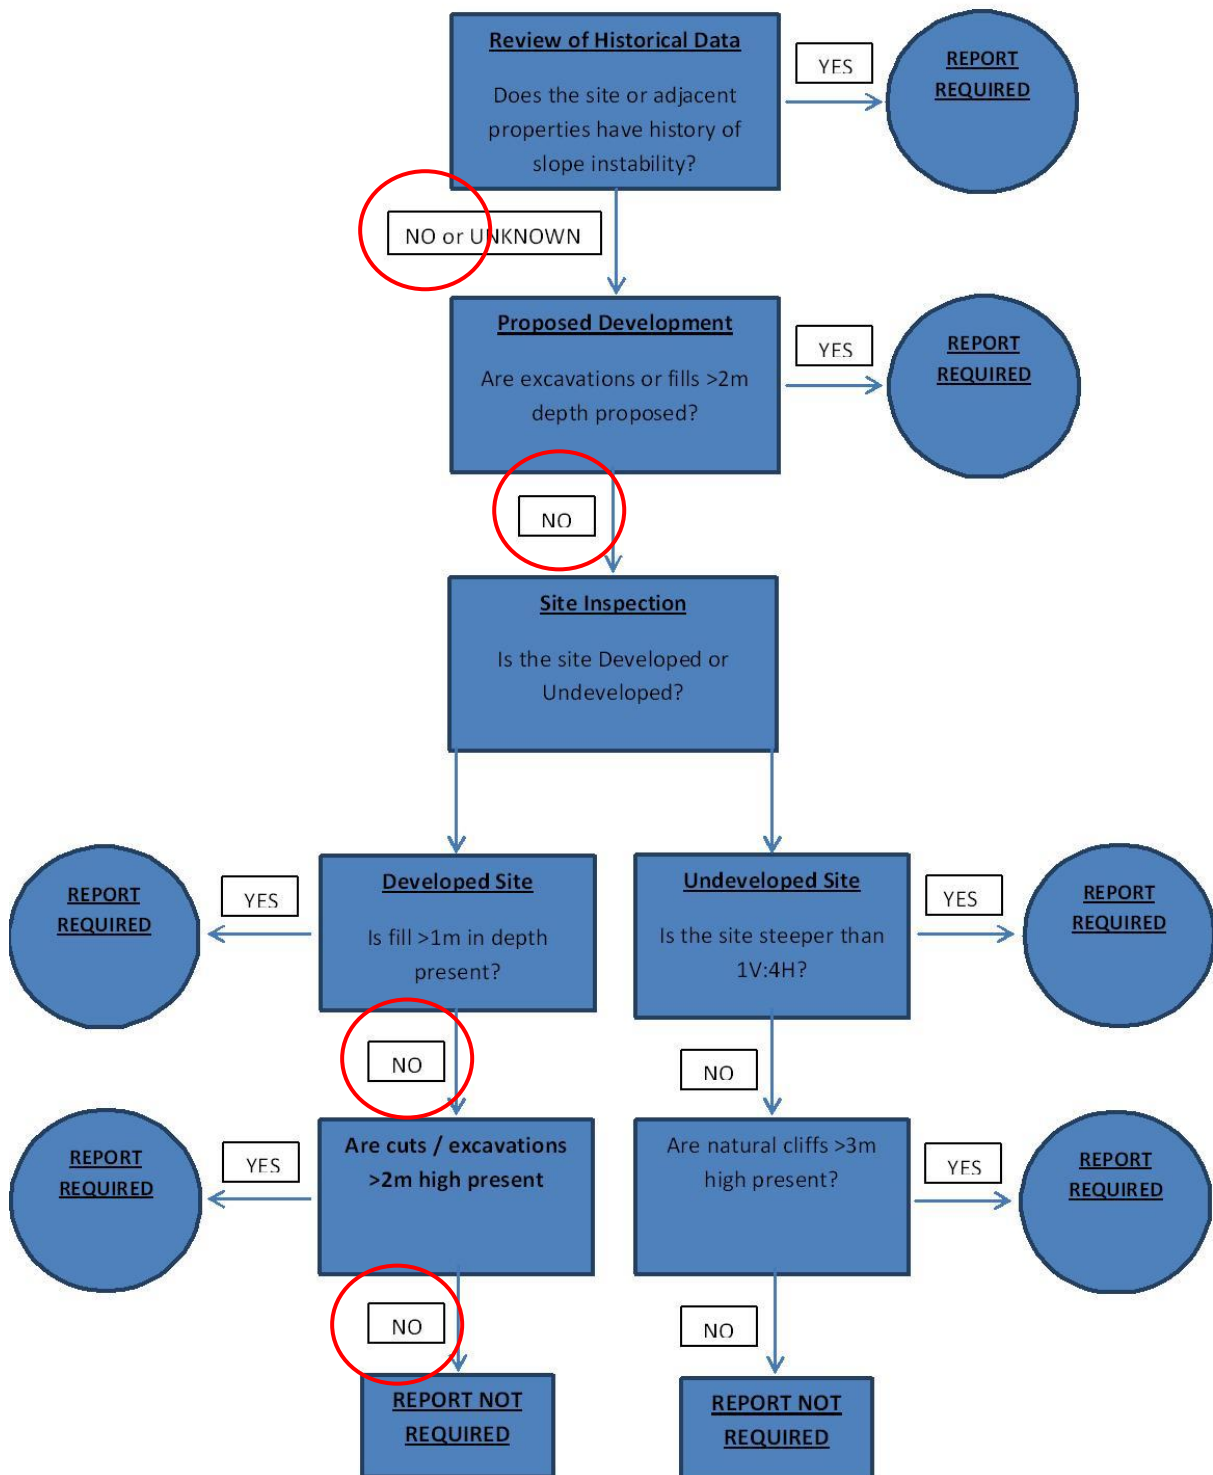 Review of Historical Data
Does the site or adjacent
properties have history of
slope instability?
YES
REPORT
REQUIRED
NO or UNKNOWN
Proposed Development
Are excavations or fills >2m
depth proposed?
YES
REPORT
REQUIRED
NO
Site Inspection
Is the site Developed or
Undeveloped?
REPORT
REQUIRED
YES
Developed Site
Is fill >1m in depth
present?
Undeveloped Site
Is the site steeper than
1V:4H?
YES
REPORT
REQUIRED
NO
NO
REPORT
REQUIRED
YES
Are cuts / excavations
>2m high present
Are natural cliffs >3m
high present?
YES
REPORT
REQUIRED
NO
NO
REPORT NOT
REQUIRED
REPORT NOT
REQUIRED